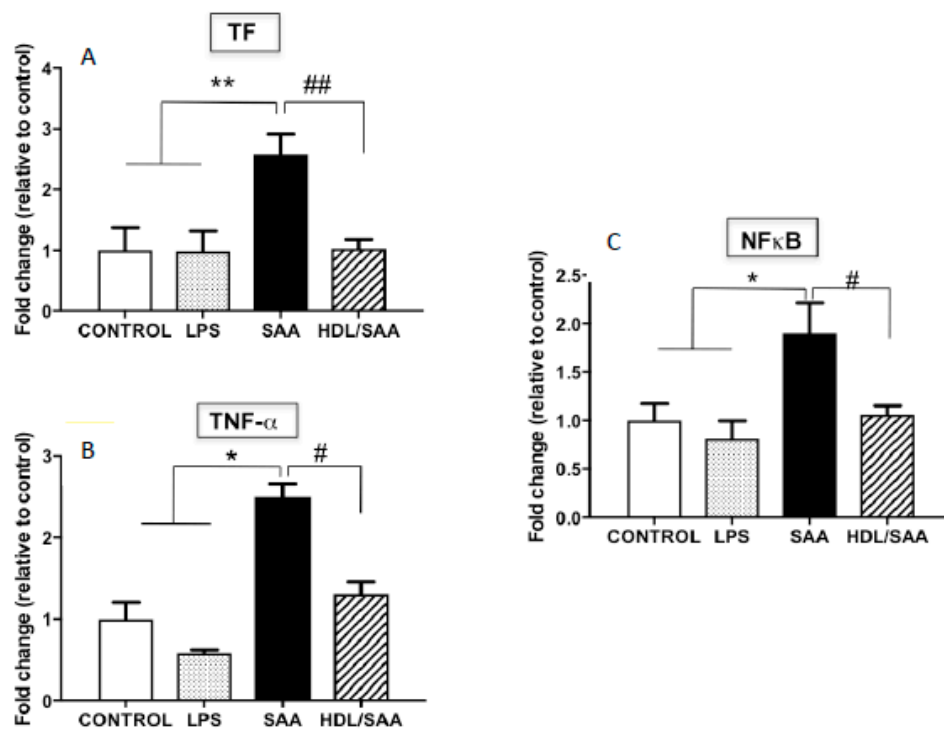 TF
A
Fold change (relative to control)
4
3
2
1
0
**
##
CONTROL LPS SAA HDL/SAA
TNF-α
B
Fold change (relative to control)
3
2
1
0
*
#
CONTROL LPS SAA HDL/SAA
C
NFκB
Fold change (relative to control)
2.5
2.0
1.5
1.0
0.5
0.0
*
#
CONTROL LPS SAA HDL/SAA